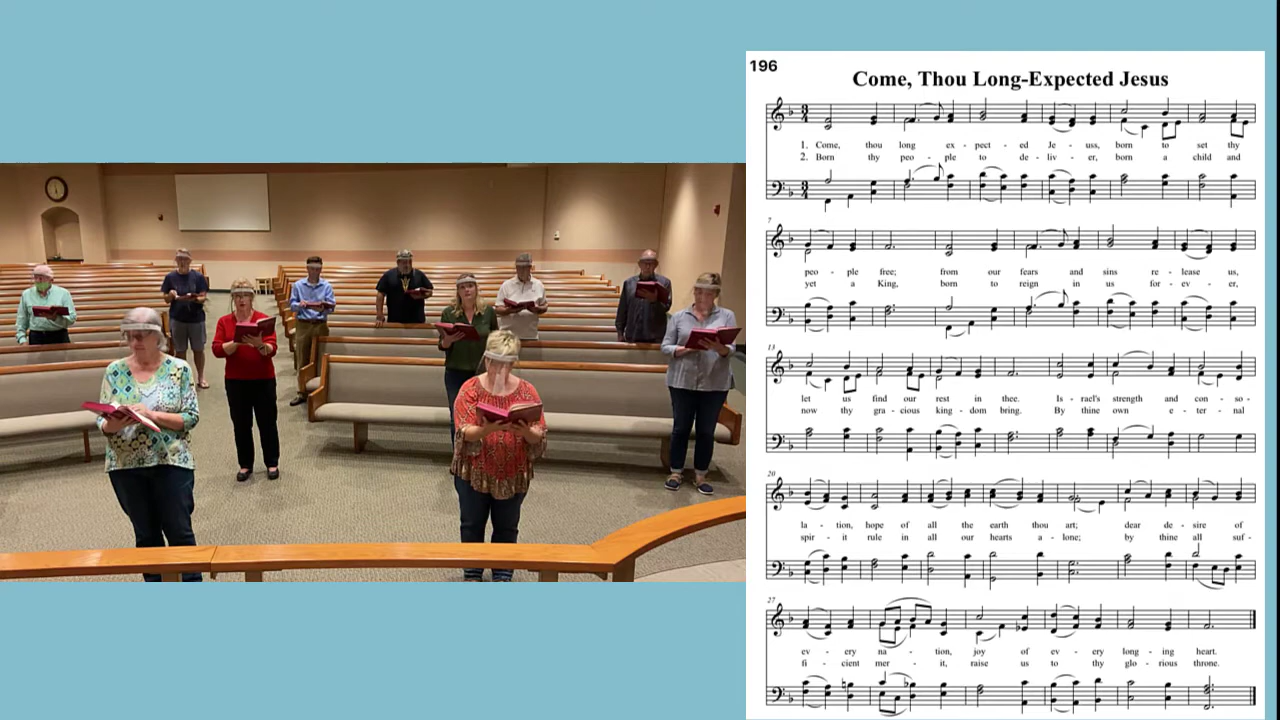 196
Come, Thou Long-Expected Jesus
1. Come, thou long ex - pect - ed Je - sus, born to set thy
2. Born thy peo - ple to de - liv - er, born a child and
7
peo - ple free; from our fears and sins re - lease us,
yet a King, born to reign in us for - ev - er,
13
let us find our rest in thee. Is - rael's strength and con - so -
now thy gra - cious king - dom bring. By thine own e - ter - nal
20
la - tion, hope of all the earth thou art; dear de - sire of
spir - it rule in all our hearts a - lone; by thine all suf -
27
ev - ery na - tion, joy of ev - ery long - ing heart.
fi - cient mer - it, raise us to thy glo - rious throne.